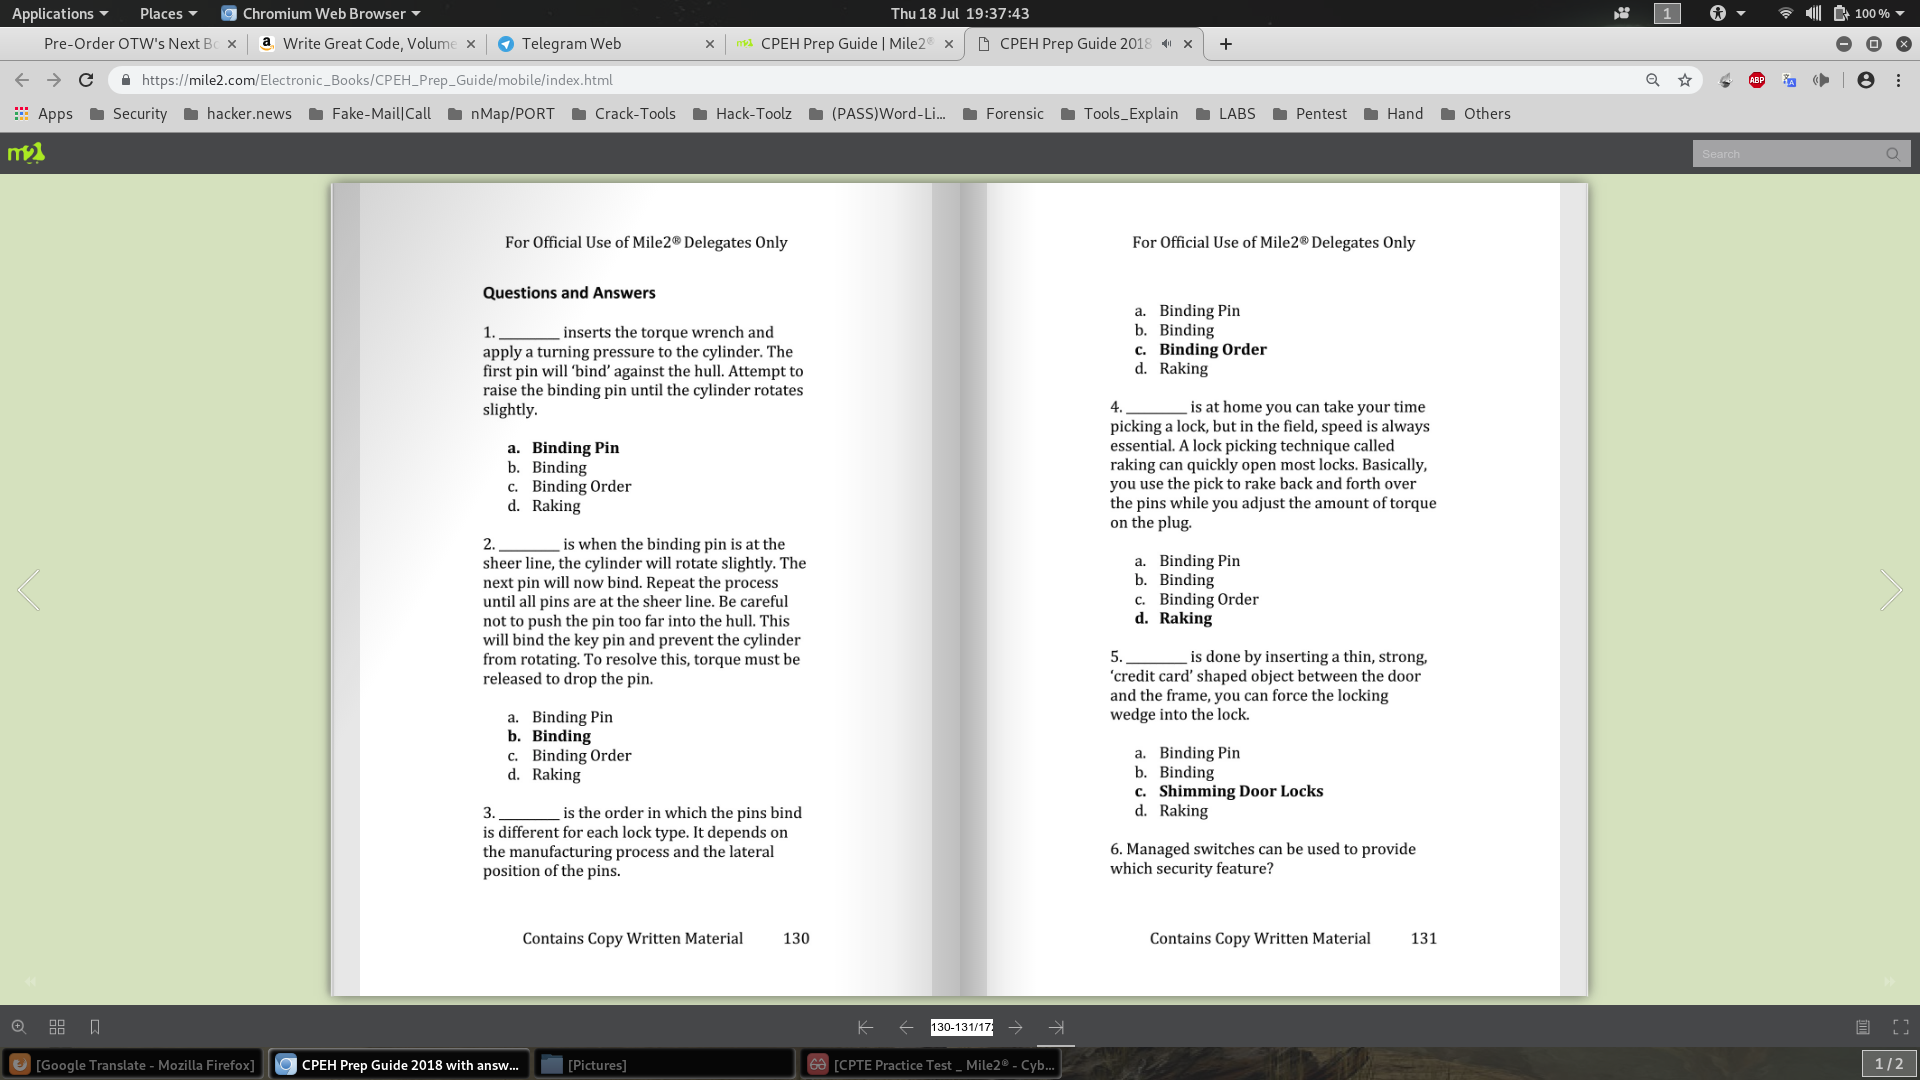 Applications Places Chromium Web Browser Thu 18 Jul 19:37:43 1 100 %
Pre-Order OTW's Next Bo Write Great Code, Volume Telegram Web CPEH Prep Guide | Mile2® CPEH Prep Guide 2018
https://mile2.com/Electronic_Books/CPEH_Prep_Guide/mobile/index.html ABP
Apps Security hacker.news Fake-Mail|Call nMap/PORT Crack-Tools Hack-Toolz (PASS)Word-Li... Forensic Tools_Explain LABS Pentest Hand Others
m2 Search
For Official Use of Mile2® Delegates Only
Questions and Answers
1. ________ inserts the torque wrench and
apply a turning pressure to the cylinder. The
first pin will ‘bind’ against the hull. Attempt to
raise the binding pin until the cylinder rotates
slightly.
a. Binding Pin
b. Binding
c. Binding Order
d. Raking
2. ________ is when the binding pin is at the
sheer line, the cylinder will rotate slightly. The
next pin will now bind. Repeat the process
until all pins are at the sheer line. Be careful
not to push the pin too far into the hull. This
will bind the key pin and prevent the cylinder
from rotating. To resolve this, torque must be
released to drop the pin.
a. Binding Pin
b. Binding
c. Binding Order
d. Raking
3. ________ is the order in which the pins bind
is different for each lock type. It depends on
the manufacturing process and the lateral
position of the pins.
Contains Copy Written Material 130
For Official Use of Mile2® Delegates Only
a. Binding Pin
b. Binding
c. Binding Order
d. Raking
4. ________ is at home you can take your time
picking a lock, but in the field, speed is always
essential. A lock picking technique called
raking can quickly open most locks. Basically,
you use the pick to rake back and forth over
the pins while you adjust the amount of torque
on the plug.
a. Binding Pin
b. Binding
c. Binding Order
d. Raking
5. ________ is done by inserting a thin, strong,
‘credit card’ shaped object between the door
and the frame, you can force the locking
wedge into the lock.
a. Binding Pin
b. Binding
c. Shimming Door Locks
d. Raking
6. Managed switches can be used to provide
which security feature?
Contains Copy Written Material 131
130-131/17
[Google Translate - Mozilla Firefox] CPEH Prep Guide 2018 with answ... [Pictures] [CPTE Practice Test _ Mile2® - Cyb... 1 / 2